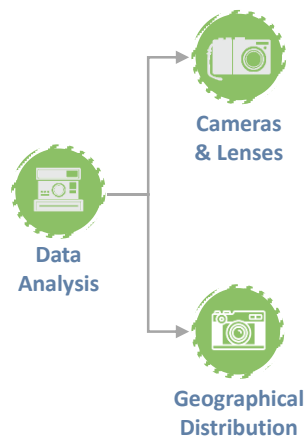 Cameras
& Lenses
Data
Analysis
Geographical
Distribution